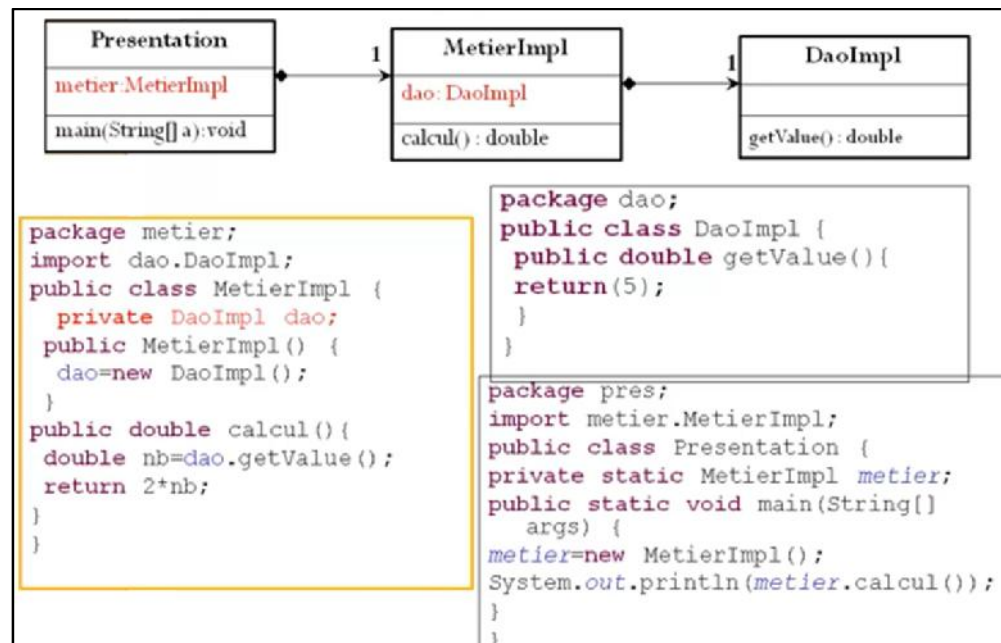 Presentation
metier:MetierImpl
main(String[] a):void
1
MetierImpl
dao: DaoImpl
calcul() : double
1
DaoImpl
getValue() : double
package metier;
import dao.DaoImpl;
public class MetierImpl {
private DaoImpl dao;
public MetierImpl() {
dao=new DaoImpl();
}
public double calcul(){
double nb=dao.getValue();
return 2*nb;
}
}
package dao;
public class DaoImpl {
public double getValue(){
return(5);
}
}
package pres;
import metier.MetierImpl;
public class Presentation {
private static MetierImpl metier;
public static void main(String[]
args) {
metier=new MetierImpl();
System.out.println(metier.calcul());
}
}